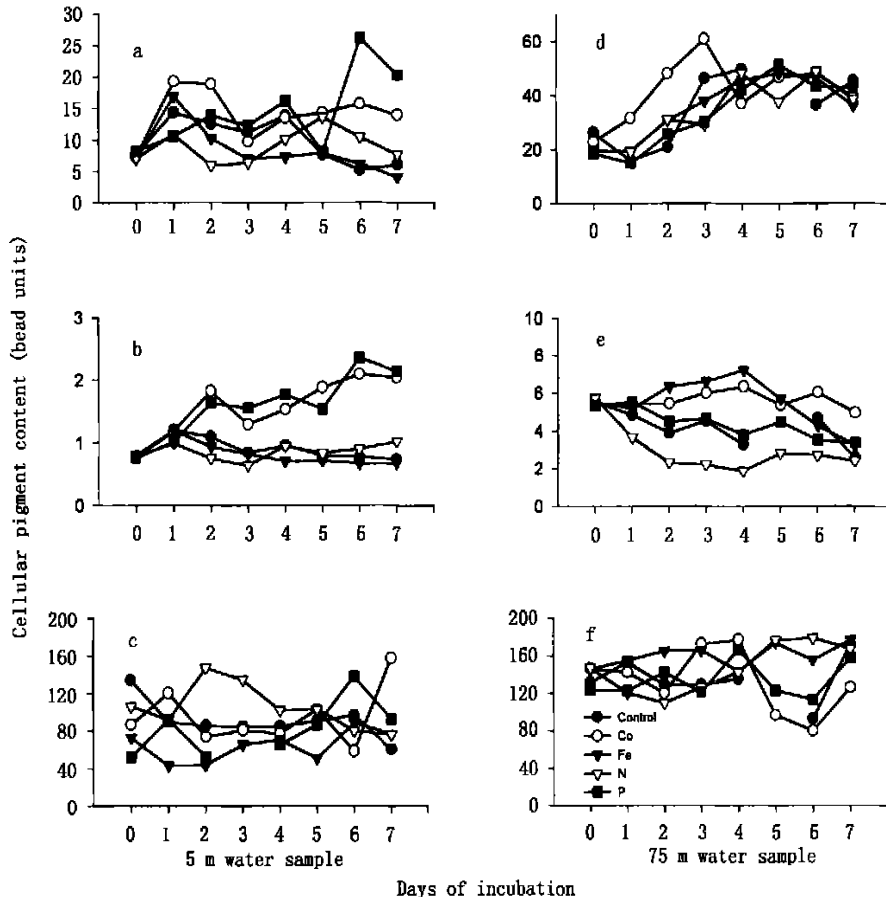 Cellular pigment content (bead units)
a
30
25
20
15
10
5
0
0 1 2 3 4 5 6 7
d
60
40
20
0
0 1 2 3 4 5 6 7
b
3
2
1
0
0 1 2 3 4 5 6 7
e
10
8
6
4
2
0
0 1 2 3 4 5 6 7
c
200
160
120
80
40
0
0 1 2 3 4 5 6 7
5 m water sample
f
200
160
120
80
40
0
Control
Co
Fe
N
P
0 1 2 3 4 5 6 7
75 m water sample
Days of incubation